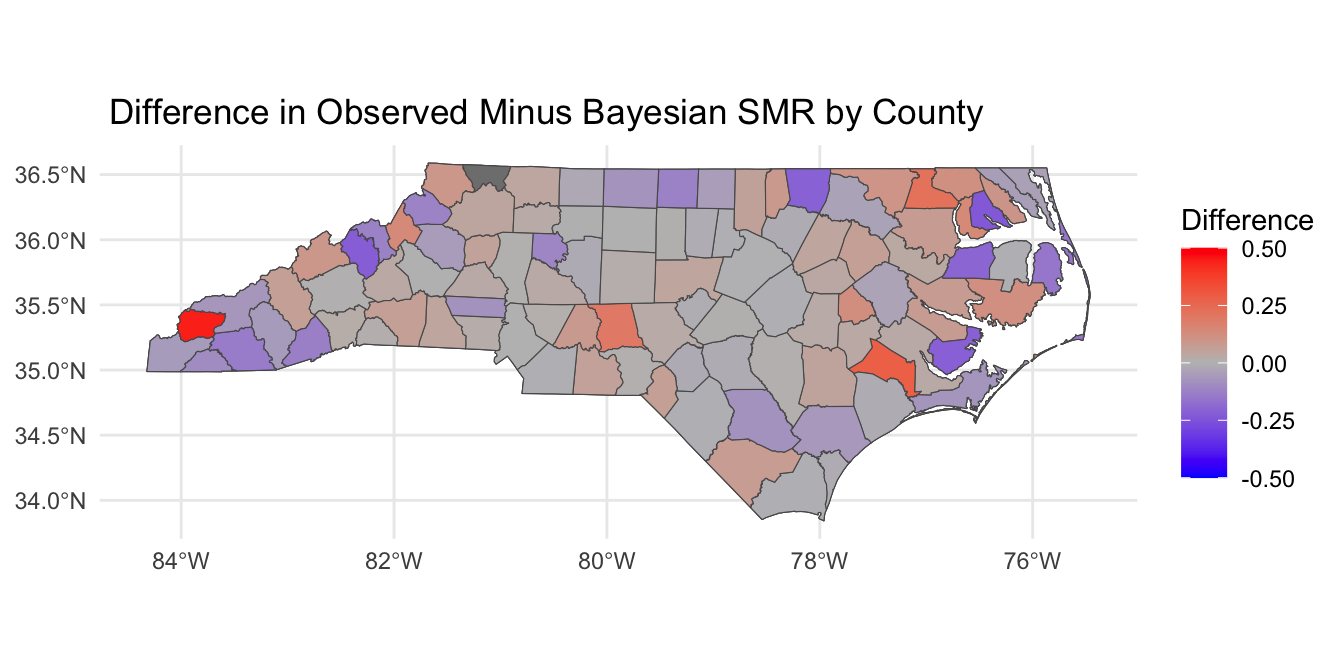 Difference in Observed Minus Bayesian SMR by County
36.5°N
36.0°N
35.5°N
35.0°N
34.5°N
34.0°N
84°W
82°W
80°W
78°W
76°W
Difference
0.50
0.25
0.00
-0.25
-0.50